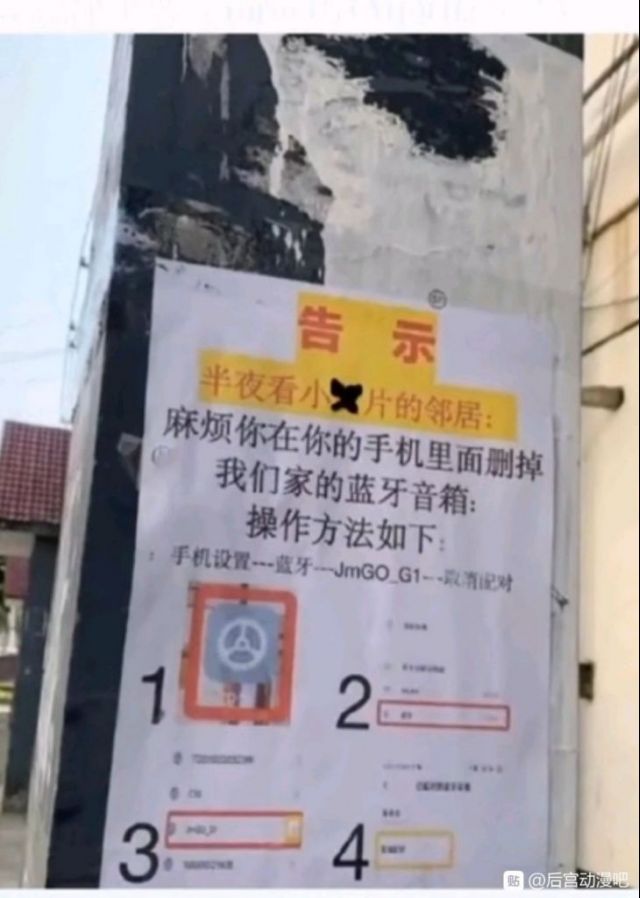 告 示
半夜看小 片的邻居:
麻烦你在你的手机里面删掉
我们家的蓝牙音箱:
操作方法如下:
: 手机设置---蓝牙---JmGO_G1---取消配对
1
2
3
4
贴 @后宫动漫吧